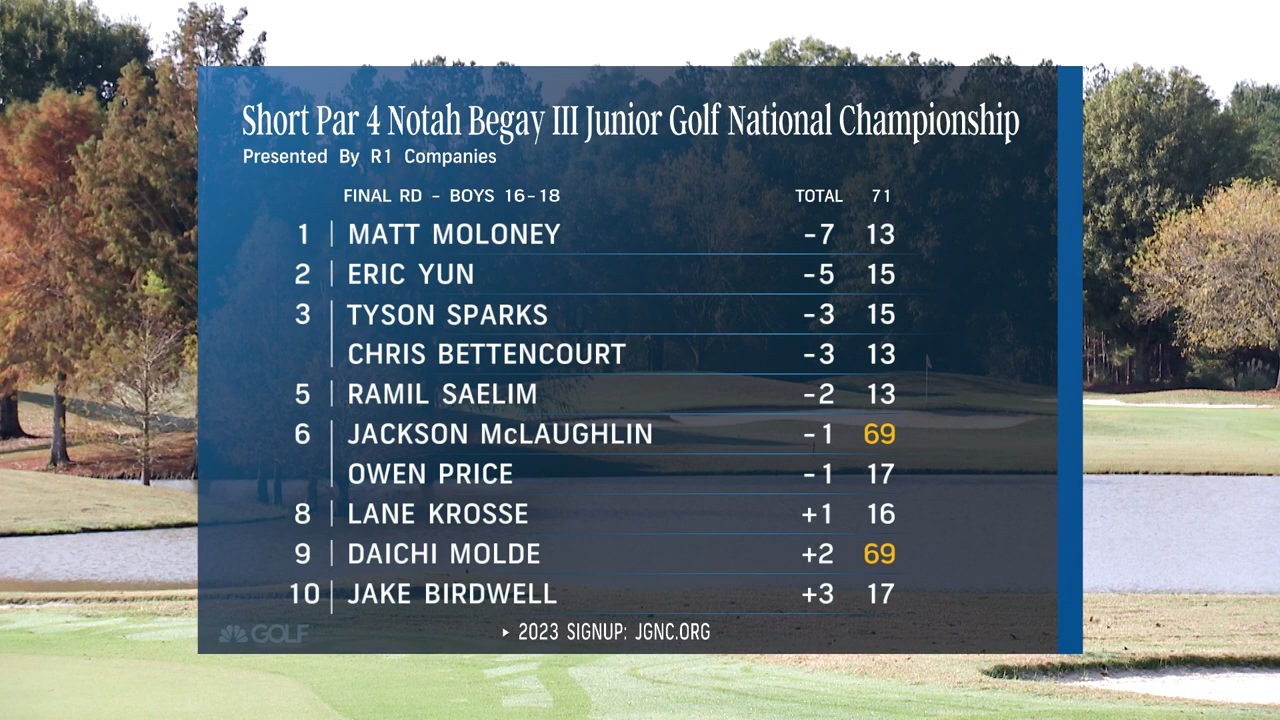 Short Par 4 Notah Begay III Junior Golf National Championship
Presented By R1 Companies
FINAL RD - BOYS 16-18 TOTAL 71
1 MATT MOLONEY -7 13
2 ERIC YUN -5 15
3 TYSON SPARKS -3 15
CHRIS BETTENCOURT -3 13
5 RAMIL SAELIM -2 13
6 JACKSON McLAUGHLIN -1 69
OWEN PRICE -1 17
8 LANE KROSSE +1 16
9 DAICHI MOLDE +2 69
10 JAKE BIRDWELL +3 17
GOLF ▸ 2023 SIGNUP: JGNC.ORG